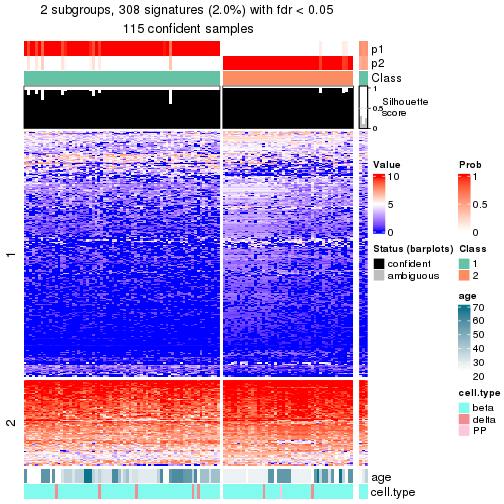 2 subgroups, 308 signatures (2.0%) with fdr < 0.05
115 confident samples
p1
p2
Class
1
0.5
0
Silhouette
score
1
2
Value
10
5
0
Prob
1
0.5
0
Status (barplots)
confident
ambiguous
Class
1
2
age
70
60
50
40
30
20
cell.type
beta
delta
PP
age
cell.type